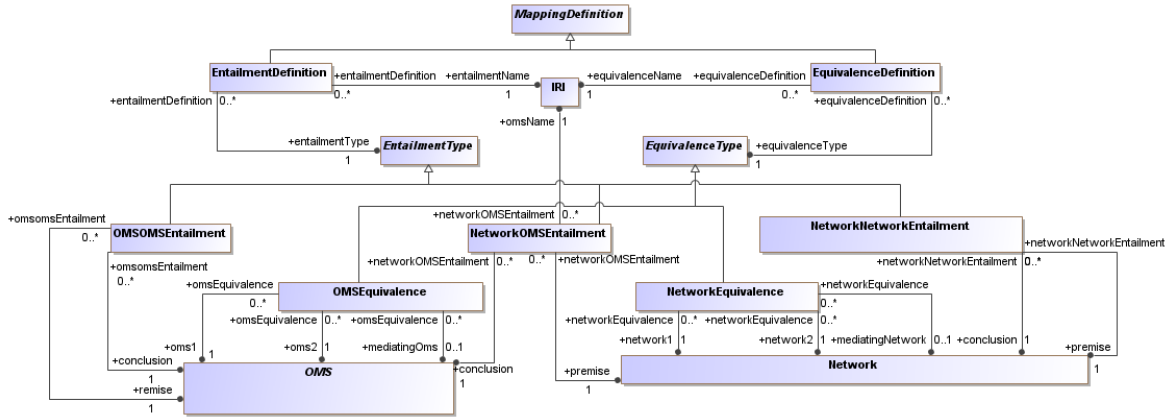 MappingDefinition
EntailmentDefinition
+entailmentDefinition
0..*
+entailmentName
1
IRI
+equivalenceName
1
+equivalenceDefinition
0..*
EquivalenceDefinition
+entailmentDefinition
0..*
+omsName
1
+equivalenceDefinition
0..*
+entailmentType
1
EntailmentType
EquivalenceType
+equivalenceType
1
+omsomsEntailment
0..*
OMSOMSEntailment
+networkOMSEntailment
0..*
NetworkOMSEntailment
NetworkNetworkEntailment
+networkNetworkEntailment
0..*
+omsomsEntailment
0..*
+networkOMSEntailment
0..*
0..*
+networkOMSEntailment
+networkNetworkEntailment
+omsEquivalence
0..*
OMSEquivalence
NetworkEquivalence
+networkEquivalence
0..*
+omsEquivalence
0..*
+omsEquivalence
0..*
+networkEquivalence
0..*
+networkEquivalence
0..*
+oms1
1
+oms2
1
+mediatingOms
0..1
+network1
1
+network2
1
+mediatingNetwork
0..1
+conclusion
1
+premise
1
+conclusion
1
OMS
+conclusion
1
+premise
1
Network
+remise
1